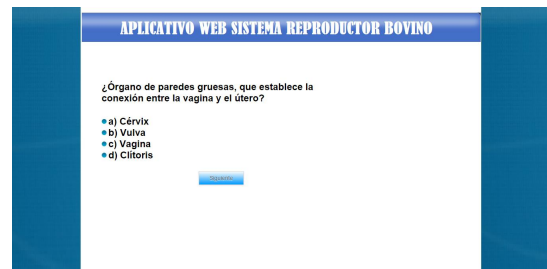 APLICATIVO WEB SISTEMA REPRODUCTOR BOVINO
¿Órgano de paredes gruesas, que establece la
conexión entre la vagina y el útero?
a) Cérvix
b) Vulva
c) Vagina
d) Clítoris